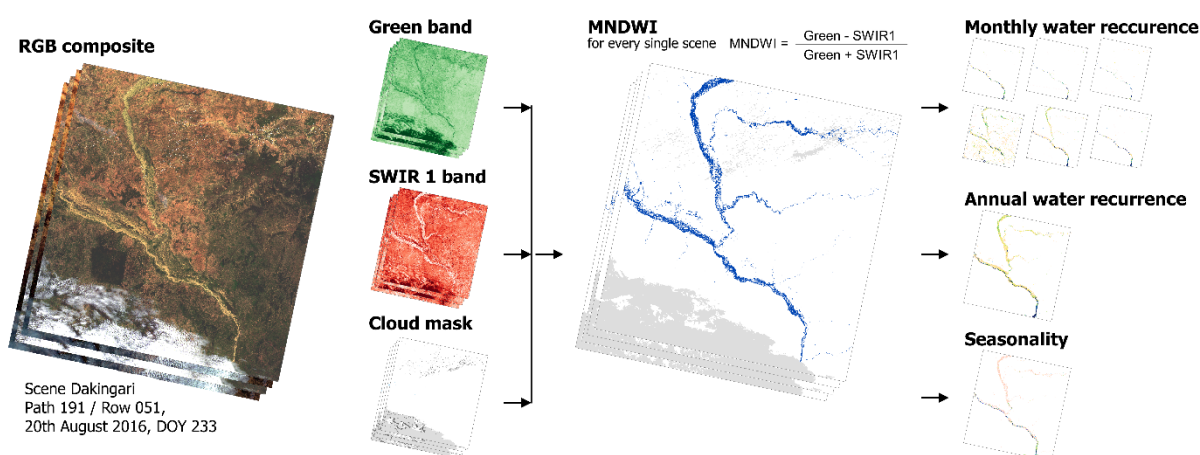 RGB composite
Scene Dakingari
Path 191 / Row 051,
20th August 2016, DOY 233
Green band
SWIR 1 band
Cloud mask
MNDWI
for every single scene MNDWI = Green - SWIR1
Green + SWIR1
Monthly water reccurence
Annual water recurrence
Seasonality